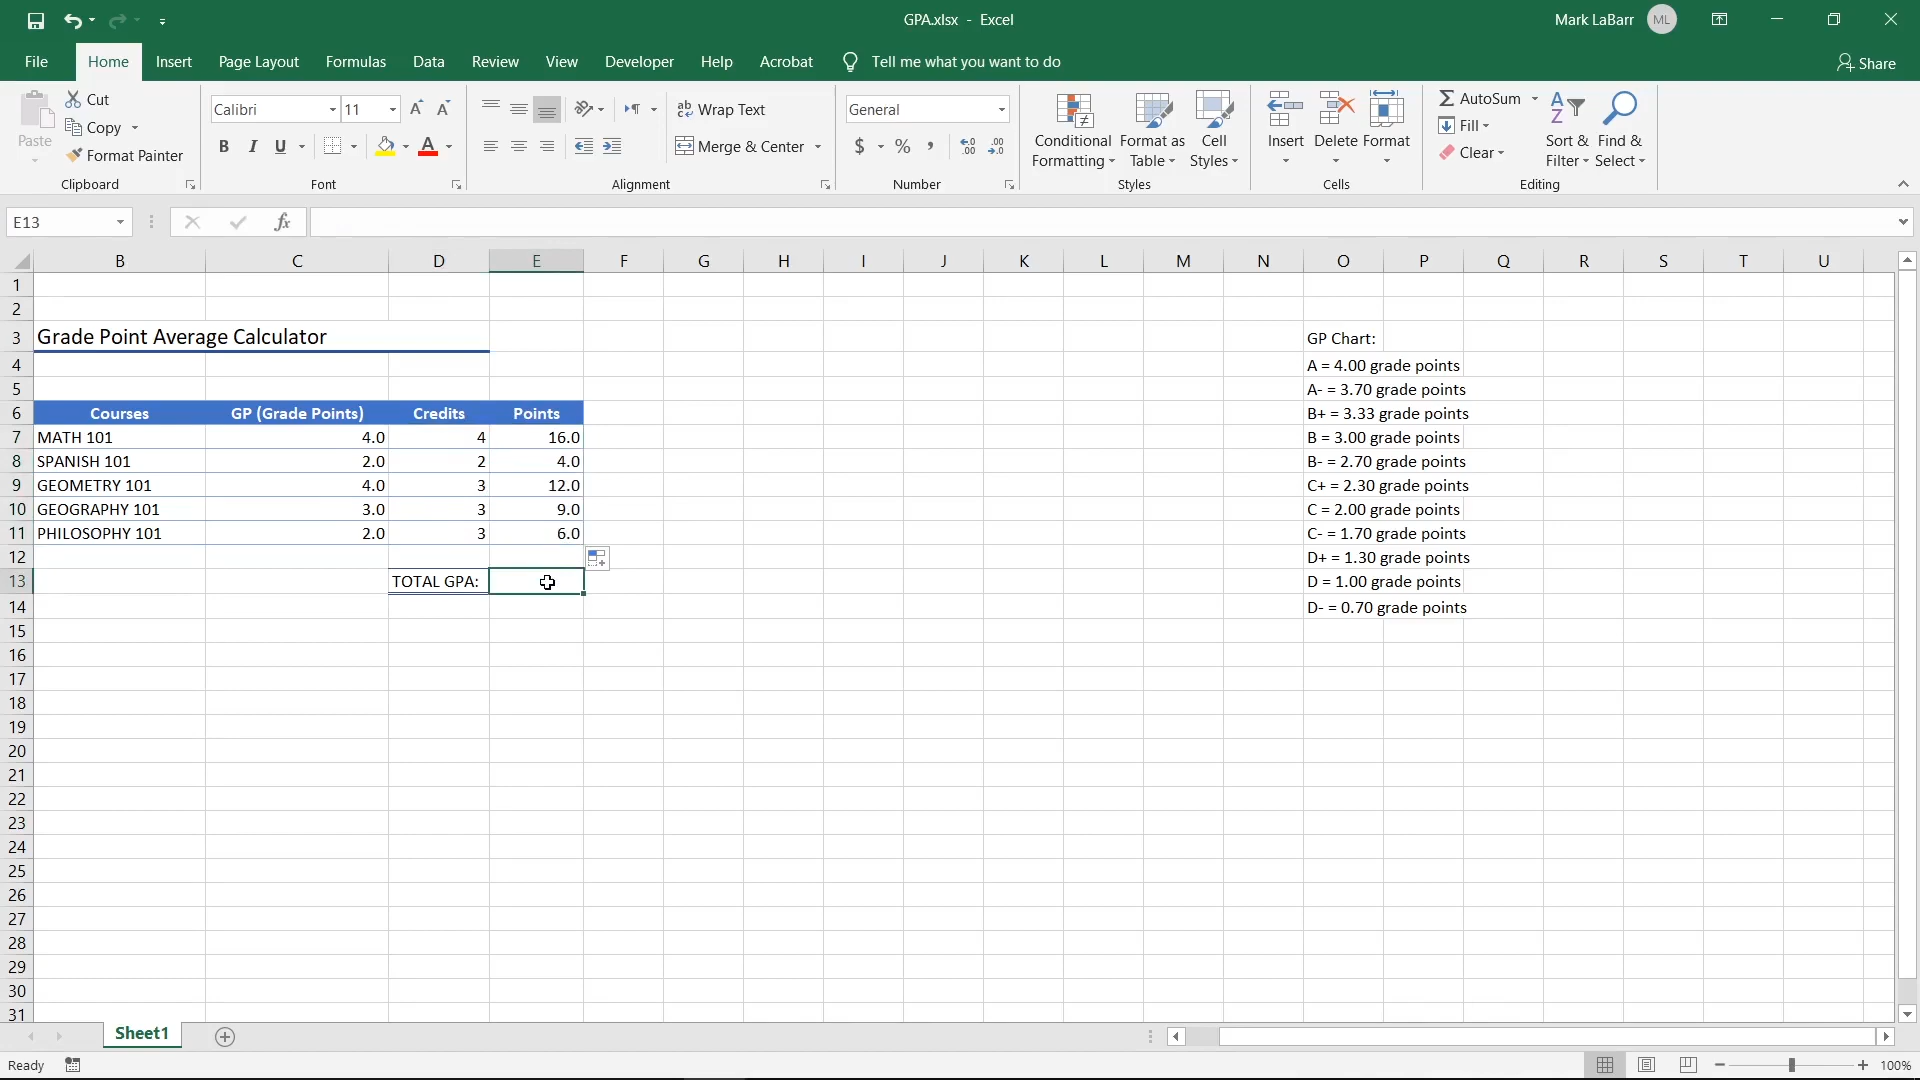 GPA.xlsx - Excel
Mark LaBarr ML
File Home Insert Page Layout Formulas Data Review View Developer Help Acrobat Tell me what you want to do Share
Paste
Cut
Copy
Format Painter
Clipboard
Calibri 11
B I U A
Font
ab Wrap Text
Merge & Center
Alignment
General
$ % ,
Number
Conditional Formatting
Format as Table
Cell Styles
Styles
Insert Delete Format
Cells
AutoSum
Fill
Clear
Sort & Filter
Find & Select
Editing
E13 fx
B C D E F G H I J K L M N O P Q R S T U
1
2
3 Grade Point Average Calculator GP Chart:
4 A = 4.00 grade points
5 A- = 3.70 grade points
6 Courses GP (Grade Points) Credits Points B+ = 3.33 grade points
7 MATH 101 4.0 4 16.0 B = 3.00 grade points
8 SPANISH 101 2.0 2 4.0 B- = 2.70 grade points
9 GEOMETRY 101 4.0 3 12.0 C+ = 2.30 grade points
10 GEOGRAPHY 101 3.0 3 9.0 C = 2.00 grade points
11 PHILOSOPHY 101 2.0 3 6.0 C- = 1.70 grade points
12 D+ = 1.30 grade points
13 TOTAL GPA: D = 1.00 grade points
14 D- = 0.70 grade points
15
16
17
18
19
20
21
22
23
24
25
26
27
28
29
30
31
Sheet1
Ready 100%